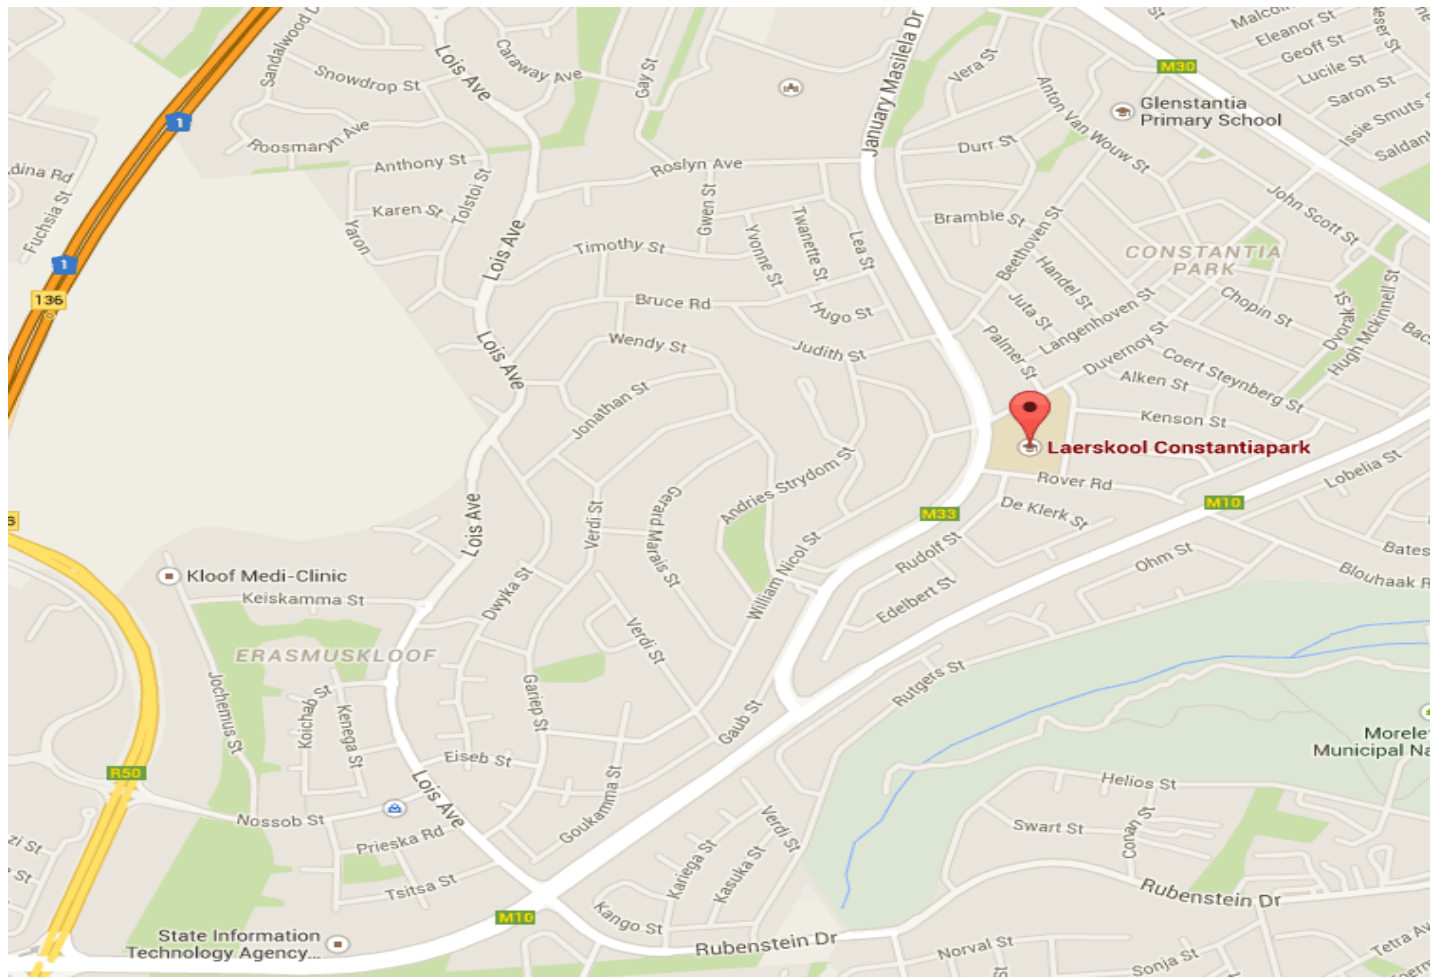 Sandalwood
Lois Ave
Caraway Ave
Gay St
January Masilela Dr
Vera St
M30
Eleanor St
Geoff St
Lucile St
Saron St
Issie Smuts
Snowdrop St
Anton Van Wouw St
Glenstantia
Primary School
1
Roosmaryn Ave
Durr St
Anthony St
Roslyn Ave
Fuchsia St
Karen St
Tolstoi St
Gwen St
Yaron
Bramble St
John Scott St
Beethoven St
Twanette St
Yvonne St
Lea St
Timothy St
Lois Ave
CONSTANTIA
PARK
1
136
Handel St
Juta St
Langenhoven St
Chopin St
Dvorak St
Hugh Mckinnell St
Bruce Rd
Hugo St
Palmer St
Duvernoy St
Wendy St
Judith St
Lois Ave
Coert Steynberg St
Alken St
Jonathan St
Kenson St
Laerskool Constantiapark
Lobelia St
Rover Rd
Andries Strydom St
Gerard Marais St
Verdi St
Lois Ave
M33
De Klerk St
M10
Rudolf St
Ohm St
Bates
Blouhaak R
Kloof Medi-Clinic
Keiskamma St
Dwyka St
William Nicol St
Edelbert St
Verdi St
ERASMUSKLOOF
Jochemus St
Koichab St
Kenega St
Gariep St
Rutgers St
Gaub St
Morele
Municipal Na
Eiseb St
R50
Lois Ave
Goukamma St
Helios St
Nossob St
Prieska Rd
Verdi St
Swart St
Conan St
Kariega St
Kasuka St
Tsitsa St
M10
Kango St
Rubenstein Dr
State Information
Technology Agency...
Rubenstein Dr
Norval St
Sonja St
Tetra Av